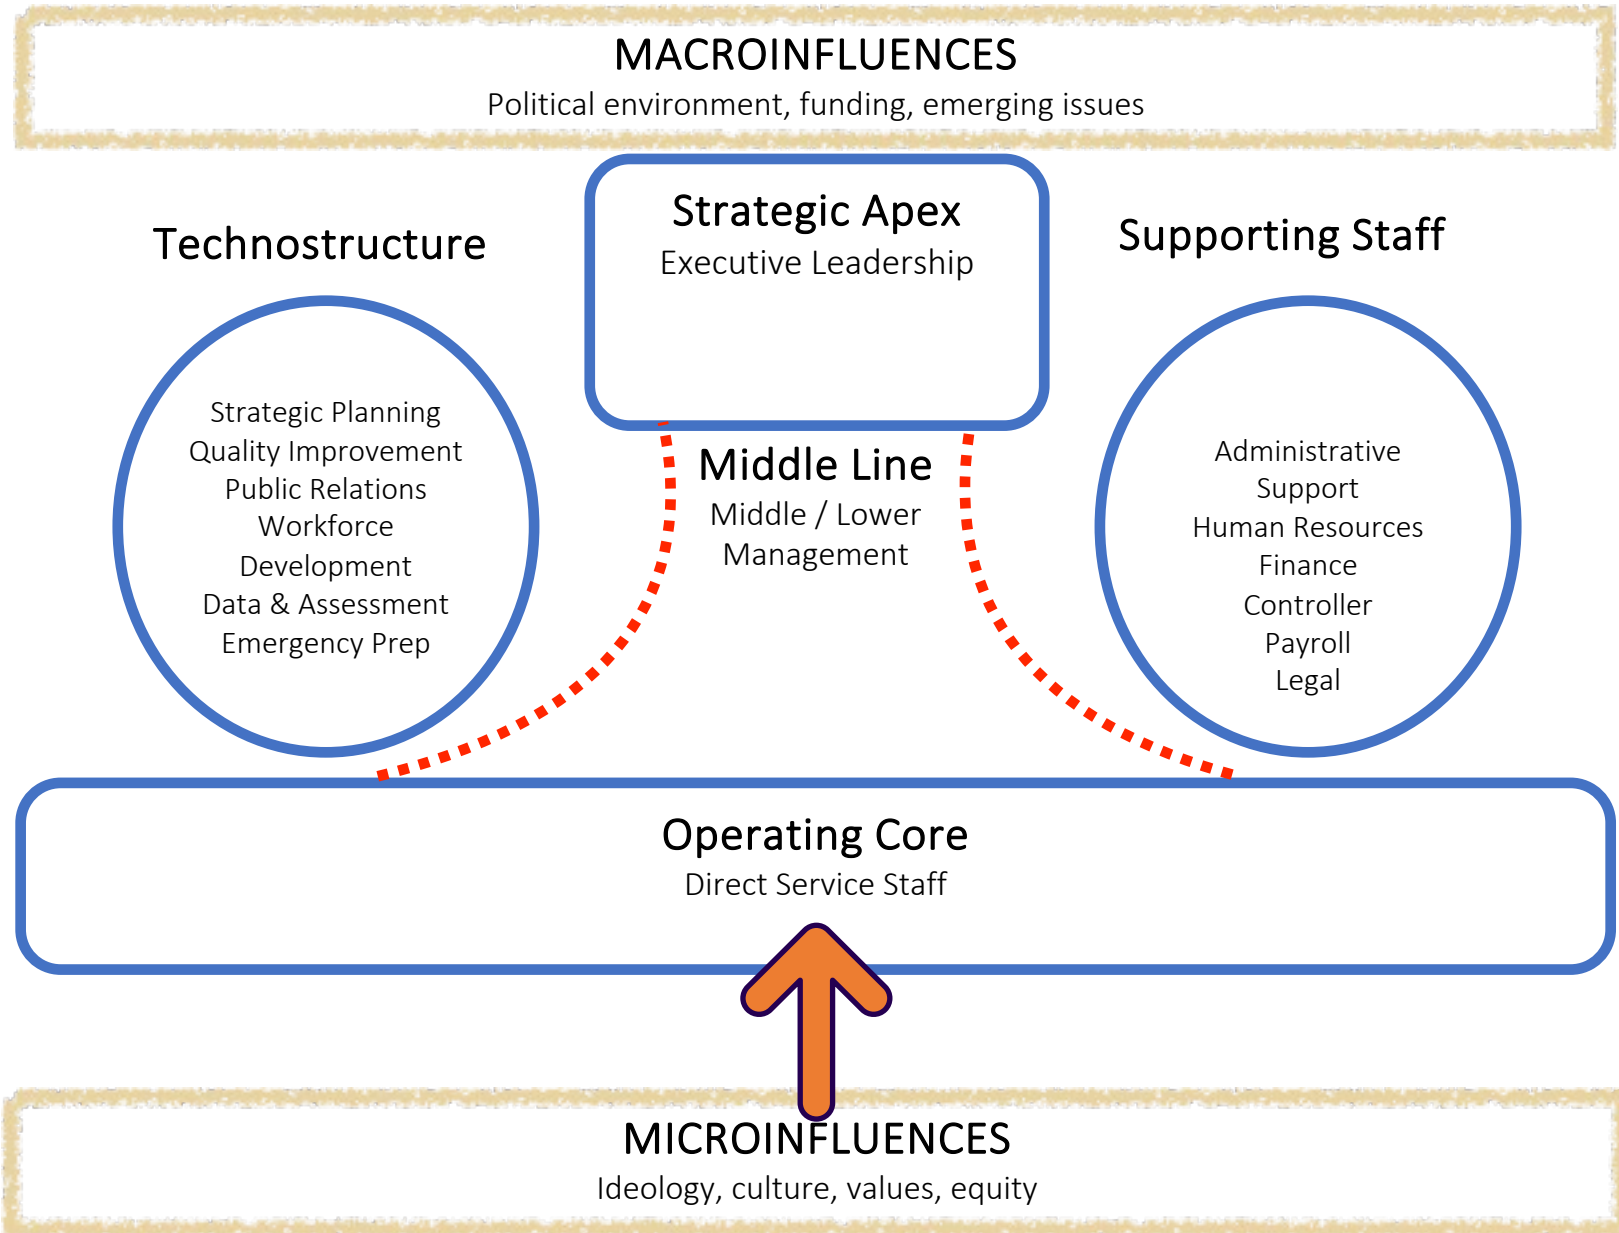 MACROINFLUENCES
Political environment, funding, emerging issues
Technostructure
Strategic Planning
Quality Improvement
Public Relations
Workforce
Development
Data & Assessment
Emergency Prep
Strategic Apex
Executive Leadership
Middle Line
Middle / Lower
Management
Supporting Staff
Administrative
Support
Human Resources
Finance
Controller
Payroll
Legal
Operating Core
Direct Service Staff
MICROINFLUENCES
Ideology, culture, values, equity